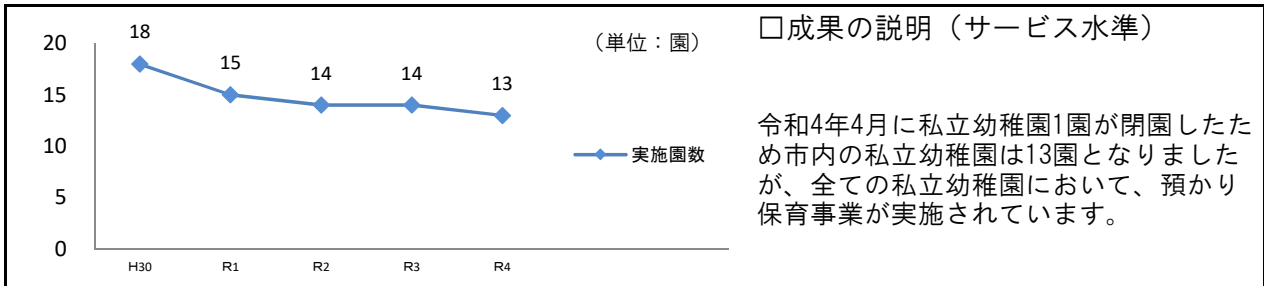 20
15
10
5
0
18
15
14
14
13
(単位：園)
実施園数
H30
R1
R2
R3
R4
□成果の説明（サービス水準）
令和4年4月に私立幼稚園1園が閉園したた
め市内の私立幼稚園は13園となりました
が、全ての私立幼稚園において、預かり
保育事業が実施されています。